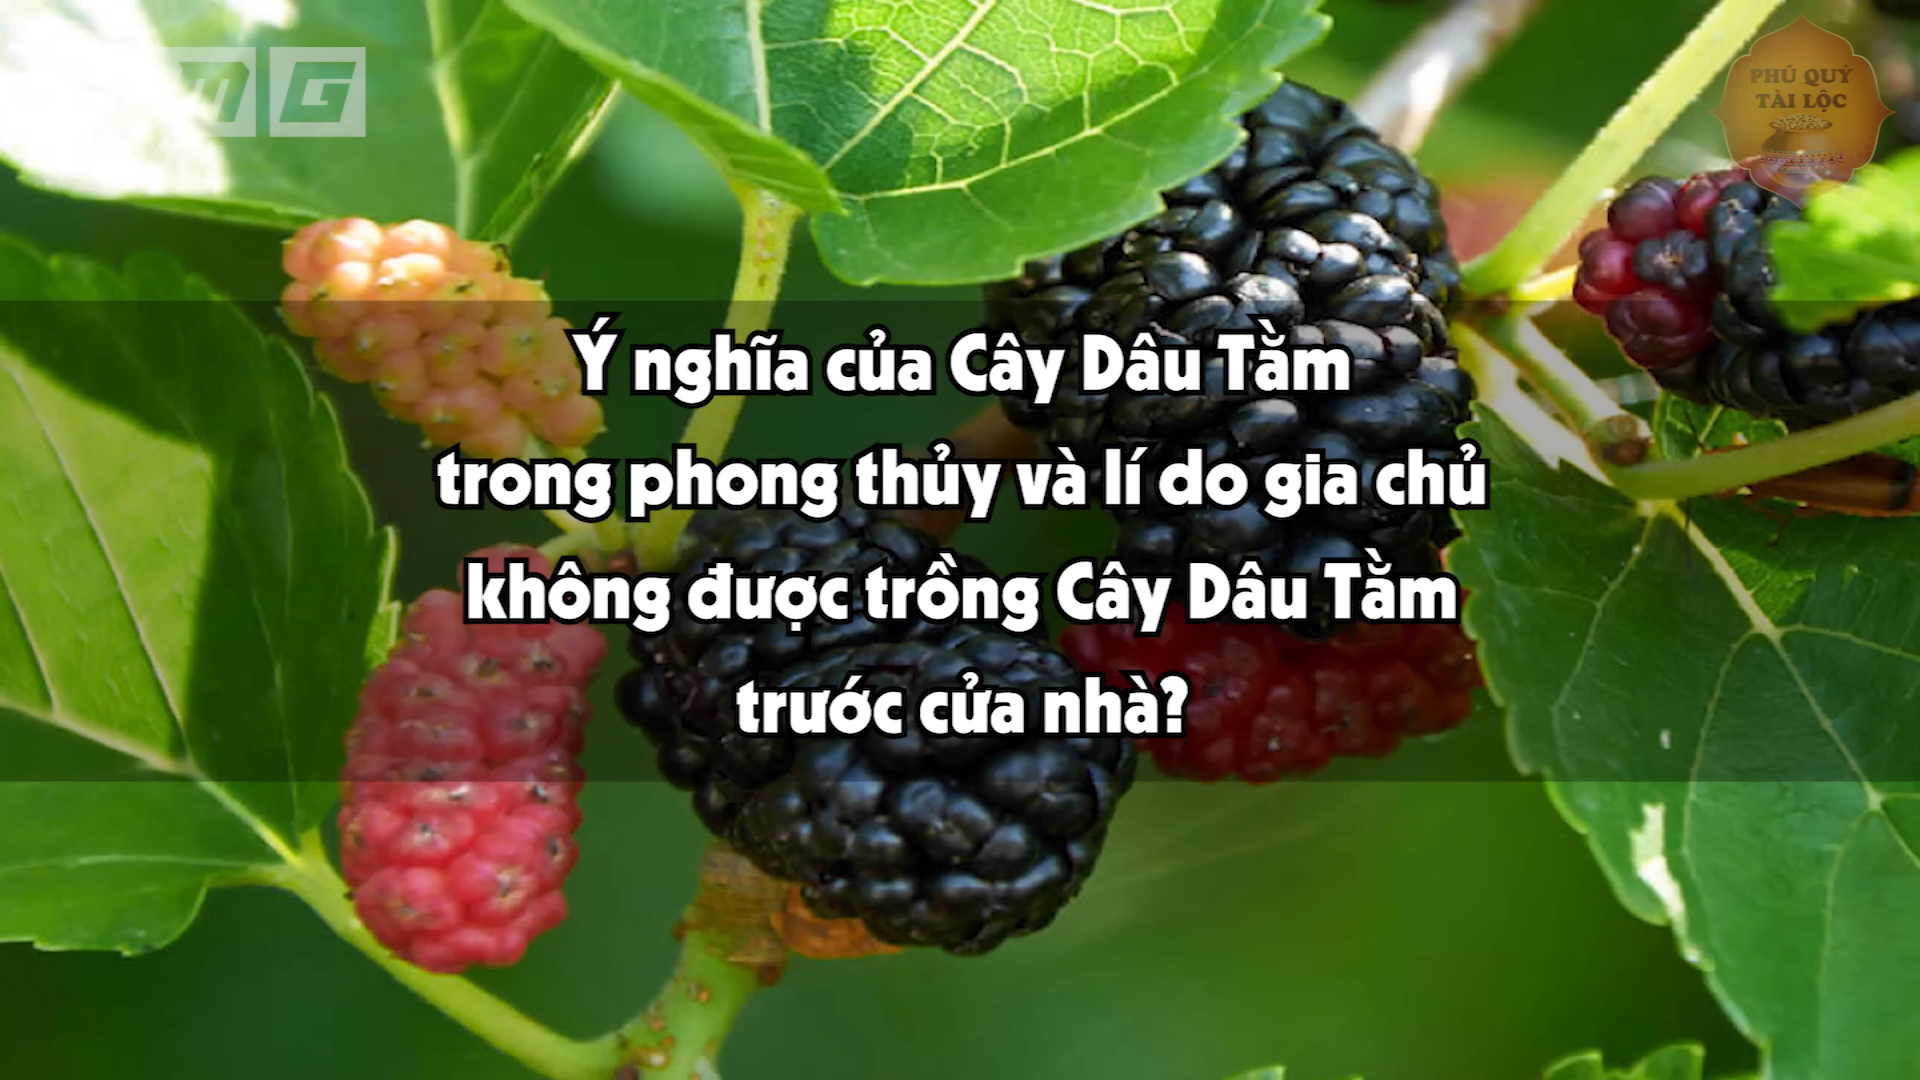 MG
PHÚ QUÝ
TÀI LỘC
Ý nghĩa của Cây Dâu Tằm
trong phong thủy và lí do gia chủ
không được trồng Cây Dâu Tằm
trước cửa nhà?